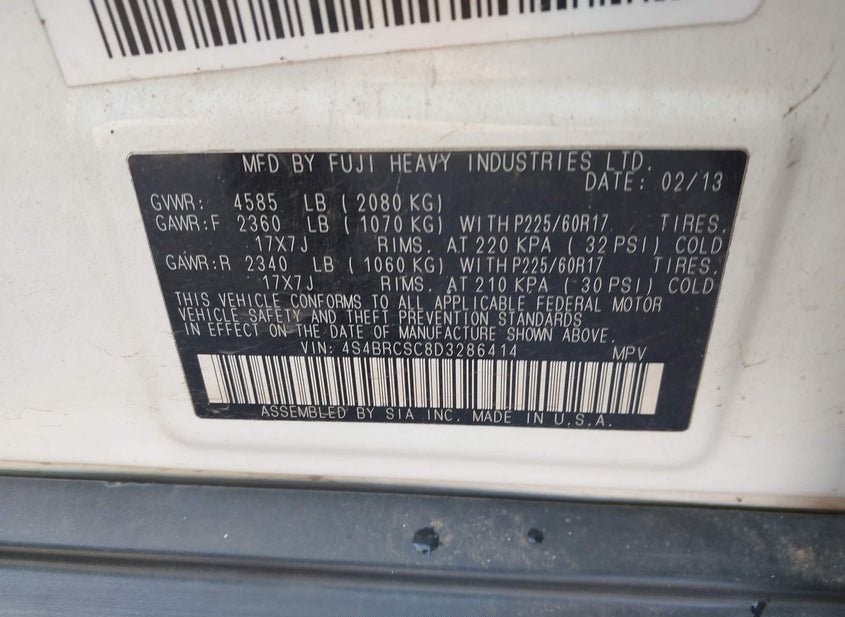 MFD BY FUJI HEAVY INDUSTRIES LTD.
DATE: 02/13
GVWR: 4585 LB ( 2080 KG)
GAWR:F 2360 LB ( 1070 KG) WITH P225/60R17 TIRES,
17X7J RIMS, AT 220 KPA ( 32 PSI) COLD
GAWR:R 2340 LB ( 1060 KG) WITH P225/60R17 TIRES,
17X7J RIMS, AT 210 KPA ( 30 PSI) COLD
THIS VEHICLE CONFORMS TO ALL APPLICABLE FEDERAL MOTOR
VEHICLE SAFETY AND THEFT PREVENTION STANDARDS
IN EFFECT ON THE DATE OF MANUFACTURE SHOWN ABOVE.
VIN: 4S4BRCSC8D3286414 MPV
ASSEMBLED BY SIA INC. MADE IN U.S.A.